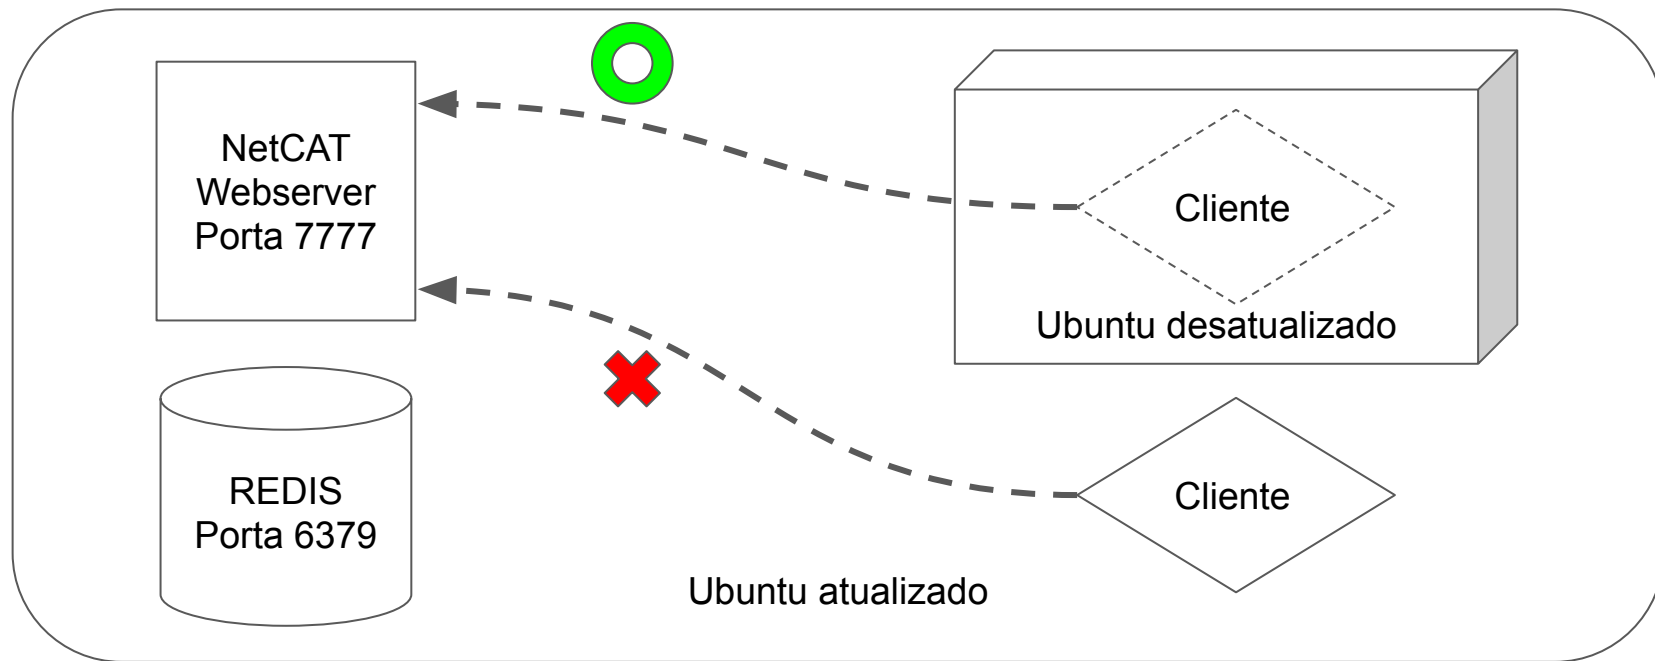 NetCAT
Webserver
Porta 7777
Cliente
Ubuntu desatualizado
REDIS
Porta 6379
Cliente
Ubuntu atualizado